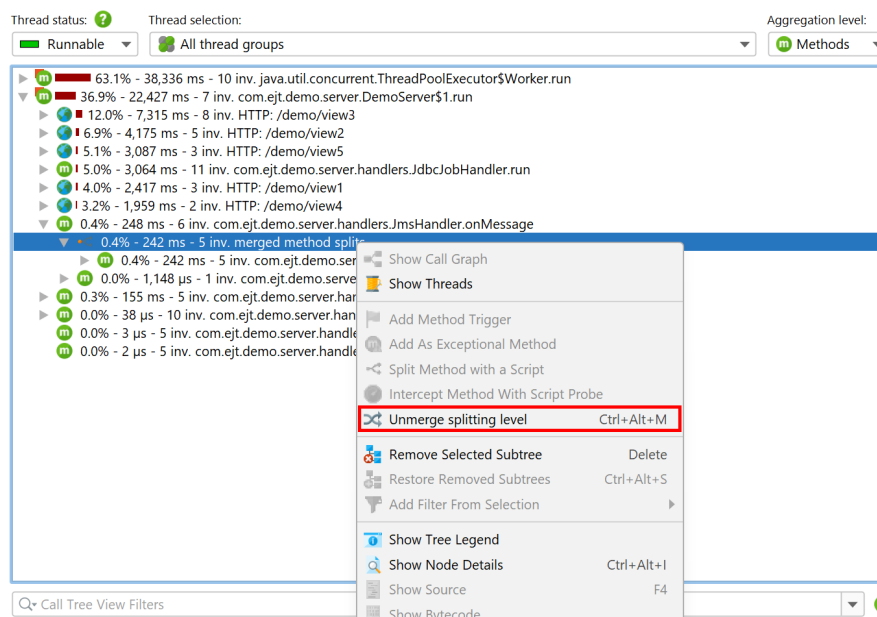 Thread status: ? Thread selection: Aggregation level:
Runnable All thread groups m Methods
m 63.1% - 38,336 ms - 10 inv. java.util.concurrent.ThreadPoolExecutor$Worker.run
m 36.9% - 22,427 ms - 7 inv. com.ejt.demo.server.DemoServer$1.run
12.0% - 7,315 ms - 8 inv. HTTP: /demo/view3
6.9% - 4,175 ms - 5 inv. HTTP: /demo/view2
5.1% - 3,087 ms - 3 inv. HTTP: /demo/view5
m 5.0% - 3,064 ms - 11 inv. com.ejt.demo.server.handlers.JdbcJobHandler.run
4.0% - 2,417 ms - 3 inv. HTTP: /demo/view1
3.2% - 1,959 ms - 2 inv. HTTP: /demo/view4
m 0.4% - 248 ms - 6 inv. com.ejt.demo.server.handlers.JmsHandler.onMessage
0.4% - 242 ms - 5 inv. merged method splits
m 0.4% - 242 ms - 5 inv. com.ejt.demo.ser
m 0.0% - 1,148 µs - 1 inv. com.ejt.demo.serve
m 0.3% - 155 ms - 5 inv. com.ejt.demo.server.har
m 0.0% - 38 µs - 10 inv. com.ejt.demo.server.han
m 0.0% - 3 µs - 5 inv. com.ejt.demo.server.handle
m 0.0% - 2 µs - 5 inv. com.ejt.demo.server.handle
Show Call Graph
Show Threads
Add Method Trigger
Add As Exceptional Method
Split Method with a Script
Intercept Method With Script Probe
Unmerge splitting level Ctrl+Alt+M
Remove Selected Subtree Delete
Restore Removed Subtrees Ctrl+Alt+S
Add Filter From Selection
Show Tree Legend
Show Node Details Ctrl+Alt+I
Show Source F4
Show Bytecode
Call Tree View Filters